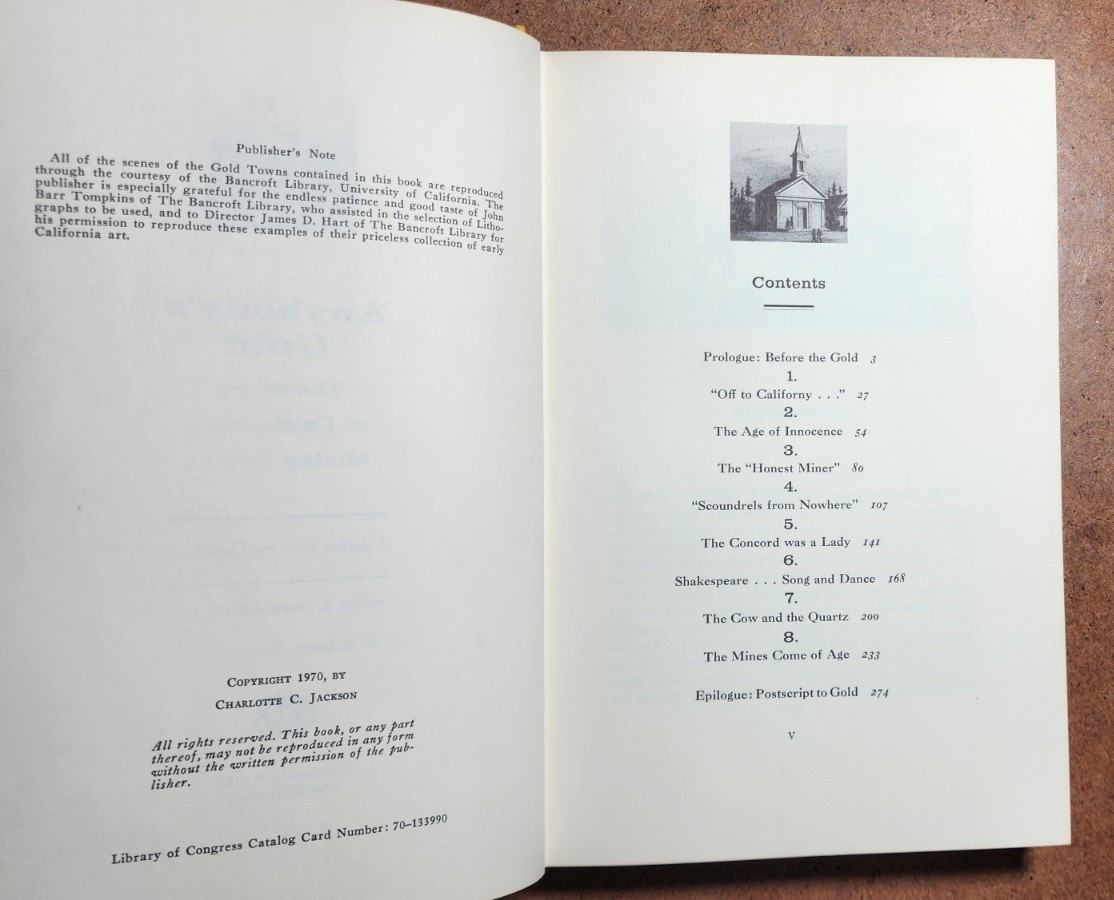 Publisher's Note
All of the scenes of the Gold Towns contained in this book are reproduced
through the courtesy of the Bancroft Library, University of California. The
publisher is especially grateful for the endless patience and good taste of John
Barr Tompkins of The Bancroft Library, who assisted in the selection of Litho-
graphs to be used, and to Director James D. Hart of The Bancroft Library for
his permission to reproduce these examples of their priceless collection of early
California art.
COPYRIGHT 1970, BY
CHARLOTTE C. JACKSON
All rights reserved. This book, or any part
thereof, may not be reproduced in any form
without the written permission of the pub-
lisher.
Library of Congress Catalog Card Number: 70–133990
Contents
Prologue: Before the Gold 3
1.
“Off to Californy . . .” 27
2.
The Age of Innocence 54
3.
The “Honest Miner” 80
4.
“Scoundrels from Nowhere” 107
5.
The Concord was a Lady 141
6.
Shakespeare . . . Song and Dance 168
7.
The Cow and the Quartz 200
8.
The Mines Come of Age 233
Epilogue: Postscript to Gold 274
V